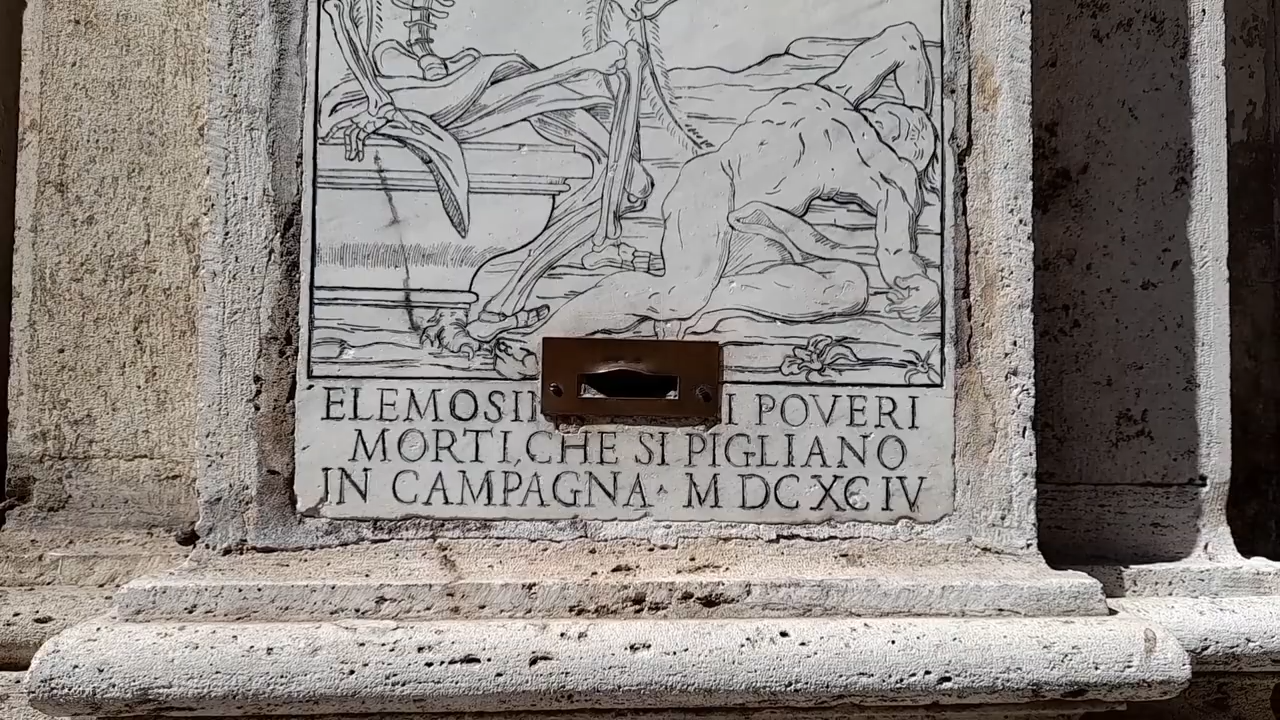 ELEMOSI I POVERI
MORTI, CHE SI PIGLIANO
IN CAMPAGNA · M DC XC IV